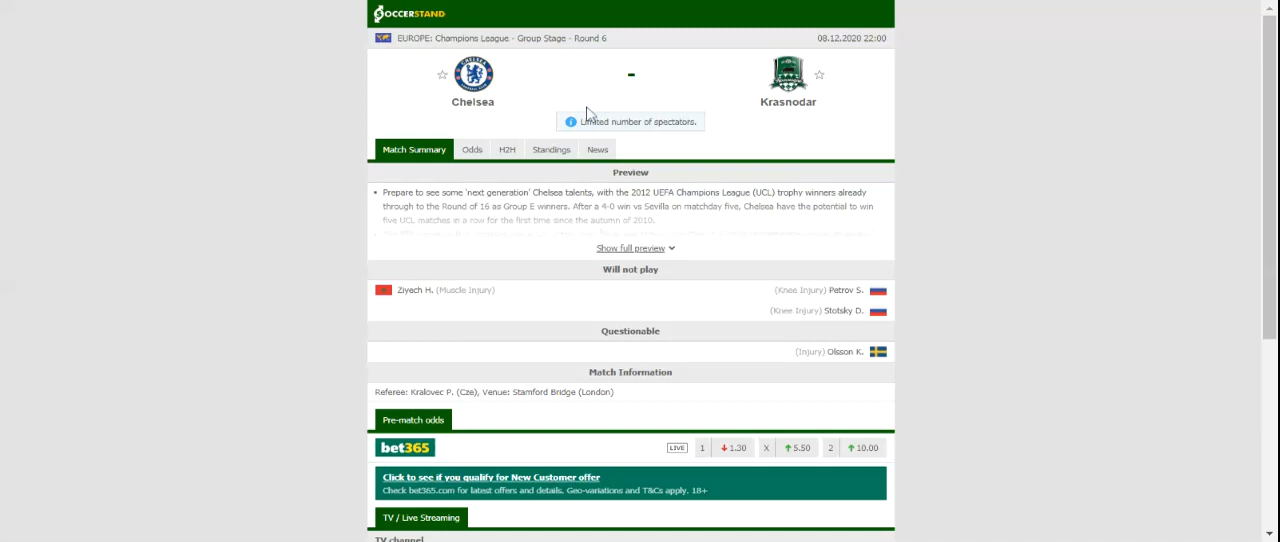 SOCCERSTAND
EUROPE: Champions League - Group Stage - Round 6
08.12.2020 22:00
-
Chelsea
Krasnodar
Limited number of spectators.
Match Summary
Odds
H2H
Standings
News
Preview
Prepare to see some 'next generation' Chelsea talents, with the 2012 UEFA Champions League (UCL) trophy winners already
through to the Round of 16 as Group E winners. After a 4-0 win vs Sevilla on matchday five, Chelsea have the potential to win
five UCL matches in a row for the first time since the autumn of 2010.
Show full preview
Will not play
Ziyech H. (Muscle Injury)
(Knee Injury) Petrov S.
(Knee Injury) Stotsky D.
Questionable
(Injury) Olsson K.
Match Information
Referee: Kralovec P. (Cze), Venue: Stamford Bridge (London)
Pre-match odds
bet365
LIVE
1
1.30
X
5.50
2
10.00
Click to see if you qualify for New Customer offer
Check bet365.com for latest offers and details. Geo-variations and T&Cs apply. 18+
TV / Live Streaming
TV channel